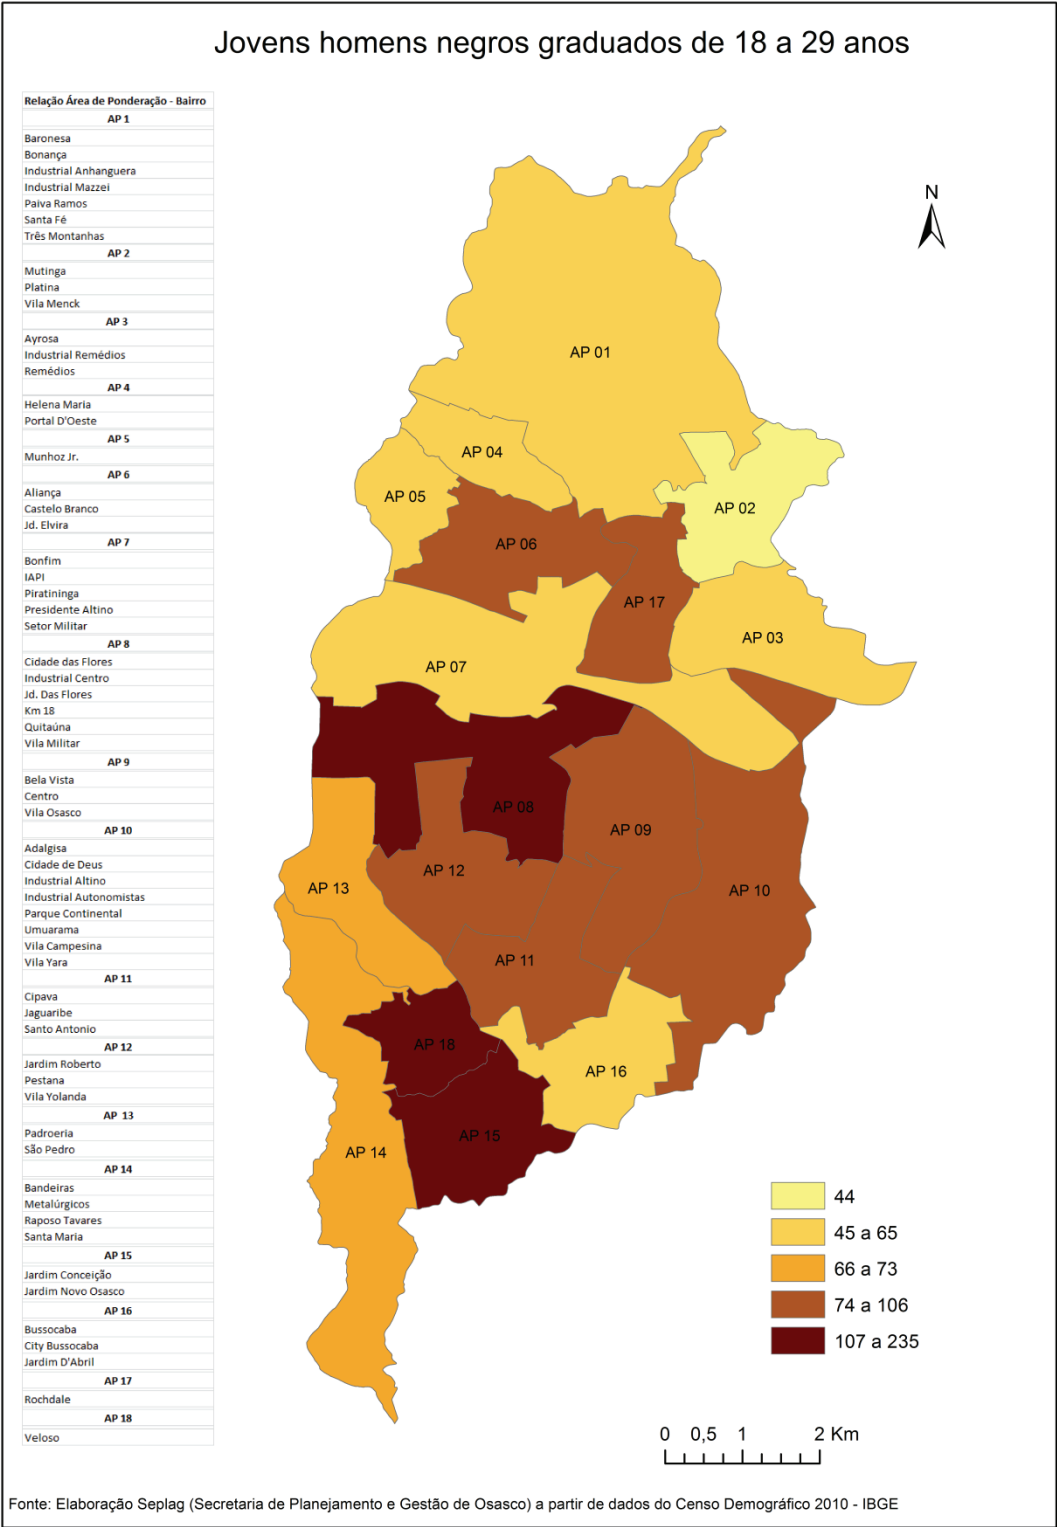 Jovens homens negros graduados de 18 a 29 anos
Relação Área de Ponderação - Bairro
AP 1
Baronesa
Bonança
Industrial Anhanguera
Industrial Mazzei
Paiva Ramos
Santa Fé
Três Montanhas
AP 2
Mutinga
Platina
Vila Menck
AP 3
Ayrosa
Industrial Remédios
Remédios
AP 4
Helena Maria
Portal D'Oeste
AP 5
Munhoz Jr.
AP 6
Aliança
Castelo Branco
Jd. Elvira
AP 7
Bonfim
IAPI
Piratininga
Presidente Altino
Setor Militar
AP 8
Cidade das Flores
Industrial Centro
Jd. Das Flores
Km 18
Quitaúna
Vila Militar
AP 9
Bela Vista
Centro
Vila Osasco
AP 10
Adalgisa
Cidade de Deus
Industrial Altino
Industrial Autonomistas
Parque Continental
Umuarama
Vila Campesina
Vila Yara
AP 11
Cipava
Jaguaribe
Santo Antonio
AP 12
Jardim Roberto
Pestana
Vila Yolanda
AP 13
Padroeria
São Pedro
AP 14
Bandeiras
Metalúrgicos
Raposo Tavares
Santa Maria
AP 15
Jardim Conceição
Jardim Novo Osasco
AP 16
Bussocaba
City Bussocaba
Jardim D'Abril
AP 17
Rochdale
AP 18
Veloso
N
AP 01
AP 04
AP 05
AP 02
AP 06
AP 17
AP 03
AP 07
AP 08
AP 09
AP 12
AP 13
AP 10
AP 11
AP 18
AP 16
AP 15
AP 14
44
45 a 65
66 a 73
74 a 106
107 a 235
0 0,5 1 2 Km
Fonte: Elaboração Seplag (Secretaria de Planejamento e Gestão de Osasco) a partir de dados do Censo Demográfico 2010 - IBGE